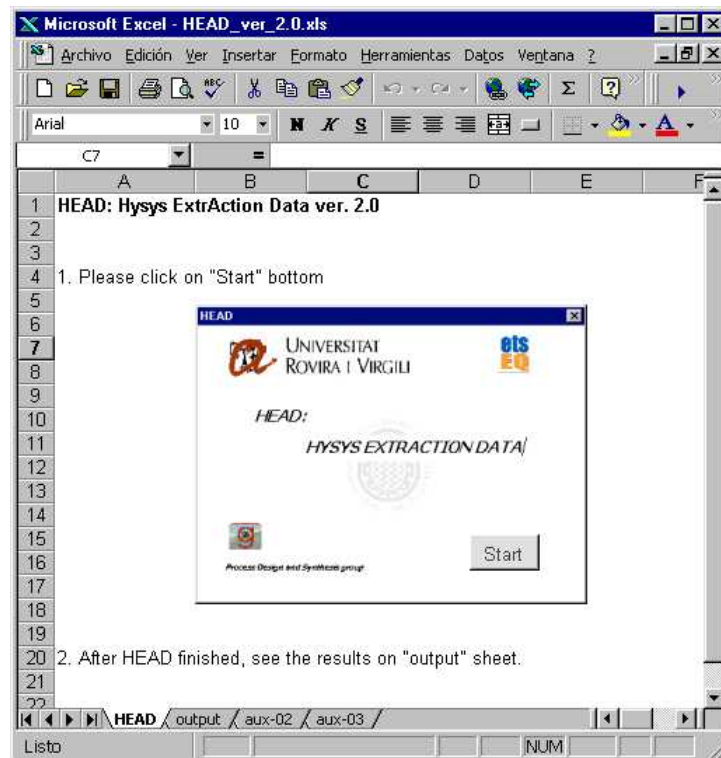 Microsoft Excel - HEAD_ver_2.0.xls
Archivo Edición Ver Insertar Formato Herramientas Datos Ventana ?
ABC
Arial 10 N K S A
C7 =
A B C D E F
1 HEAD: Hysys ExtrAction Data ver. 2.0
2
3
4 1. Please click on "Start" bottom
5
HEAD
6
UNIVERSITAT
ROVIRA I VIRGILI
ets
EQ
7
8
9
HEAD:
10
HYSYS EXTRACTION DATA
11
12
13
14
15
Start
16
Process Design and Synthesis group
17
18
19
20 2. After HEAD finished, see the results on "output" sheet.
21
22
HEAD output aux-02 aux-03
Listo NUM